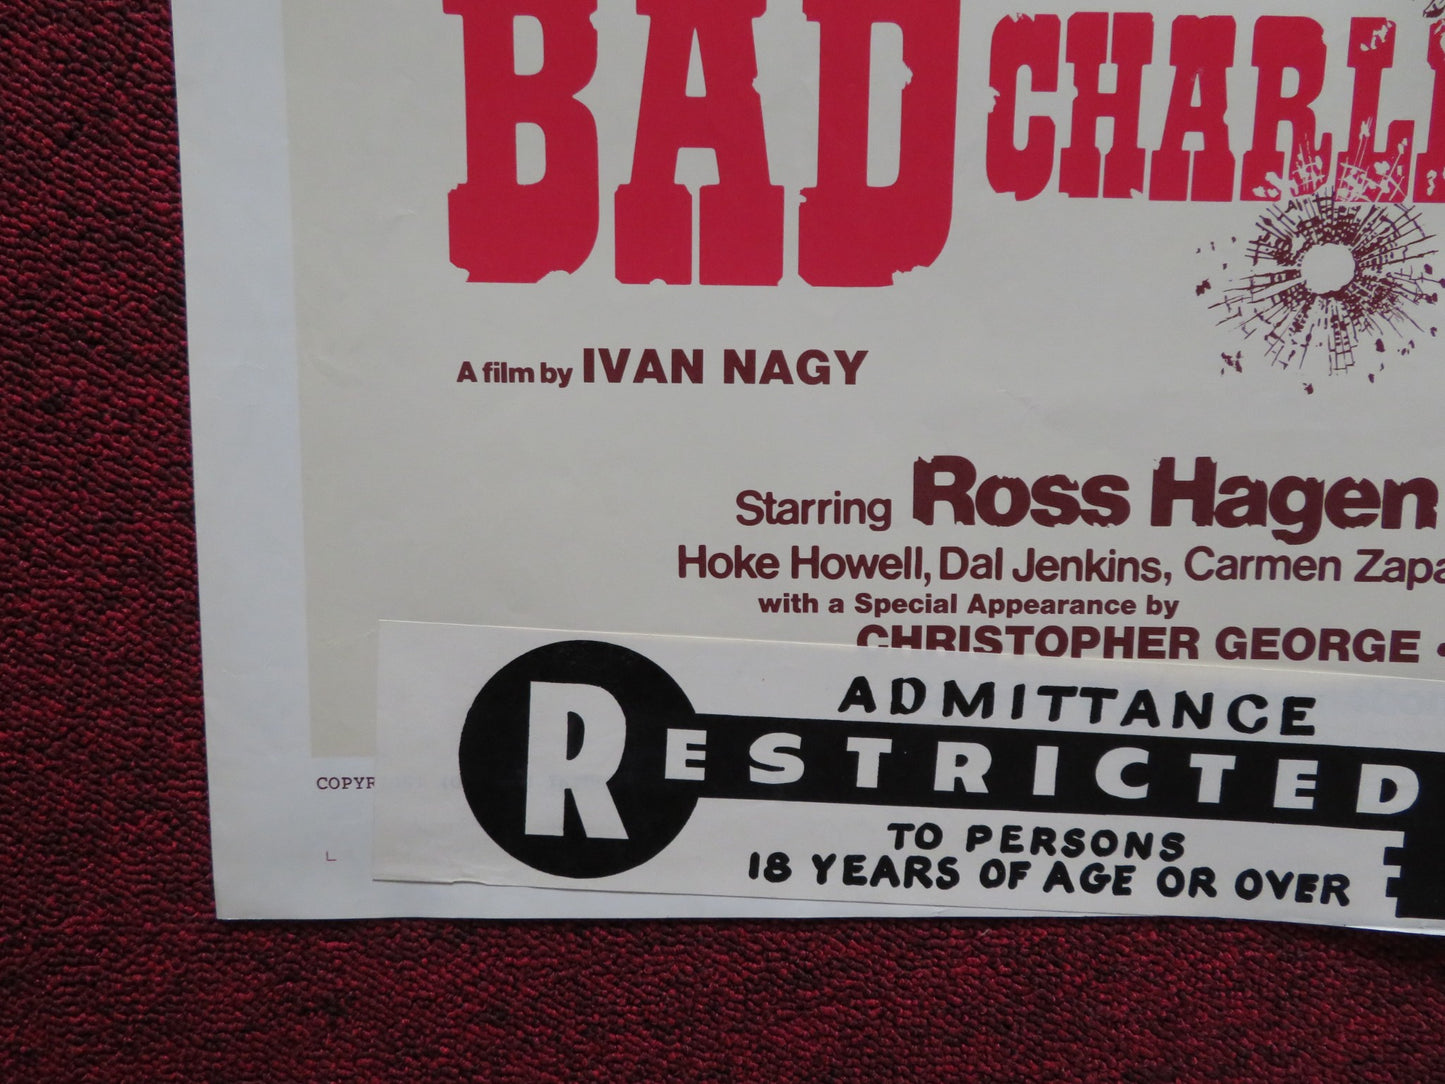 BAD CHARLI
A film by IVAN NAGY
Starring Ross Hagen
Hoke Howell, Dal Jenkins, Carmen Zapa
with a Special Appearance by
CHRISTOPHER GEORGE
ADMITTANCE
RESTRICTED
TO PERSONS
18 YEARS OF AGE OR OVER
COPYR
L